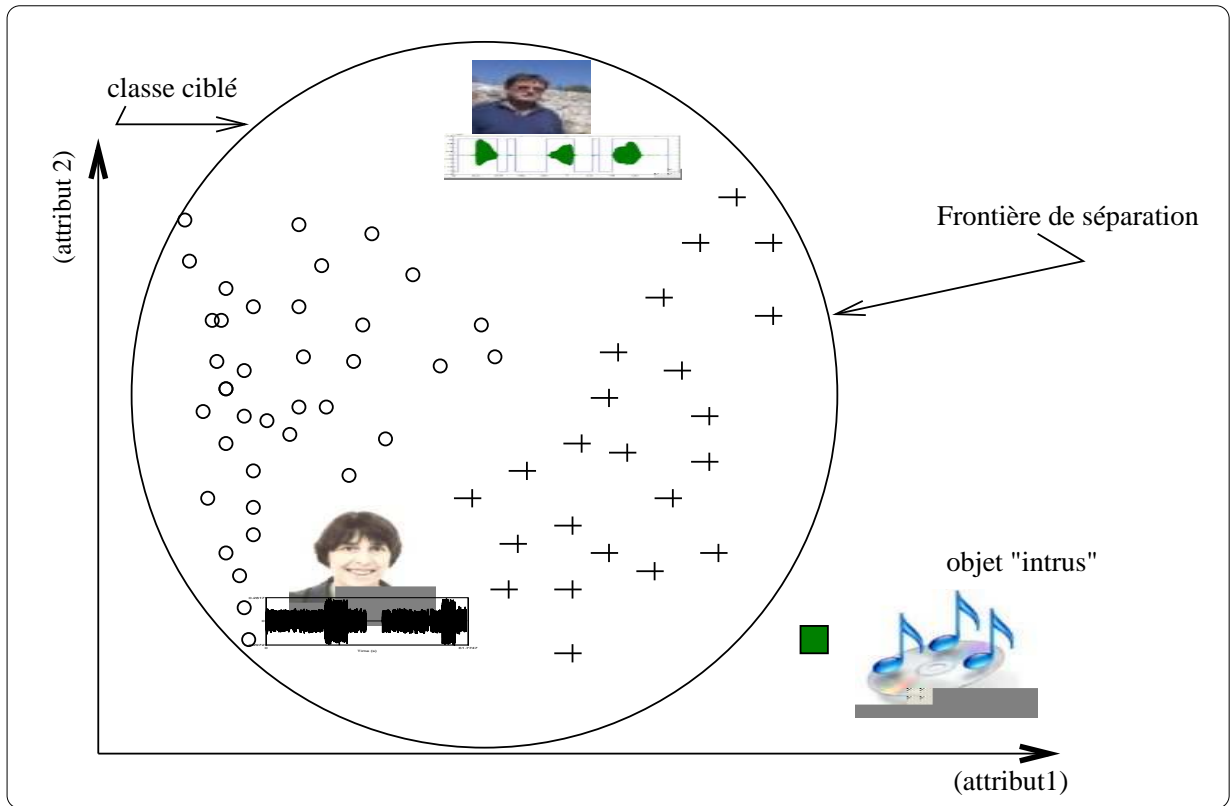 classe ciblé
(attribut 2)
Frontière de séparation
objet "intrus"
(attribut1)